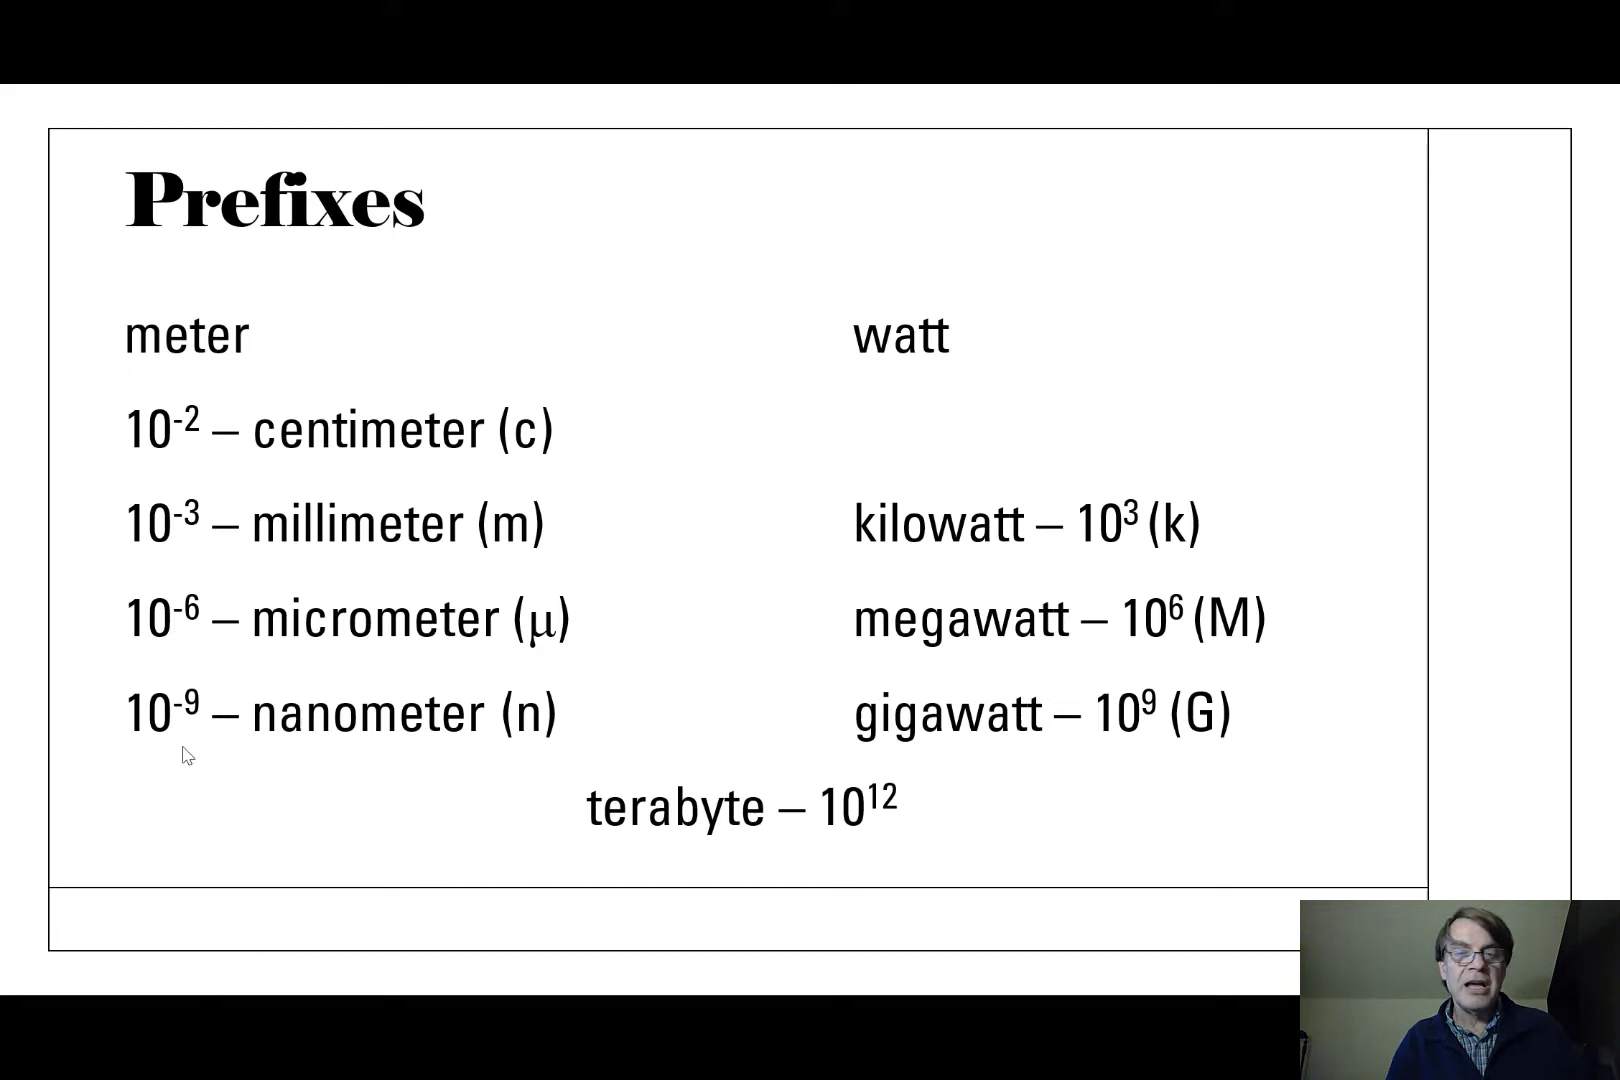 Prefixes
meter
watt
10⁻² – centimeter (c)
10⁻³ – millimeter (m)
kilowatt – 10³ (k)
10⁻⁶ – micrometer (μ)
megawatt – 10⁶ (M)
10⁻⁹ – nanometer (n)
gigawatt – 10⁹ (G)
terabyte – 10¹²